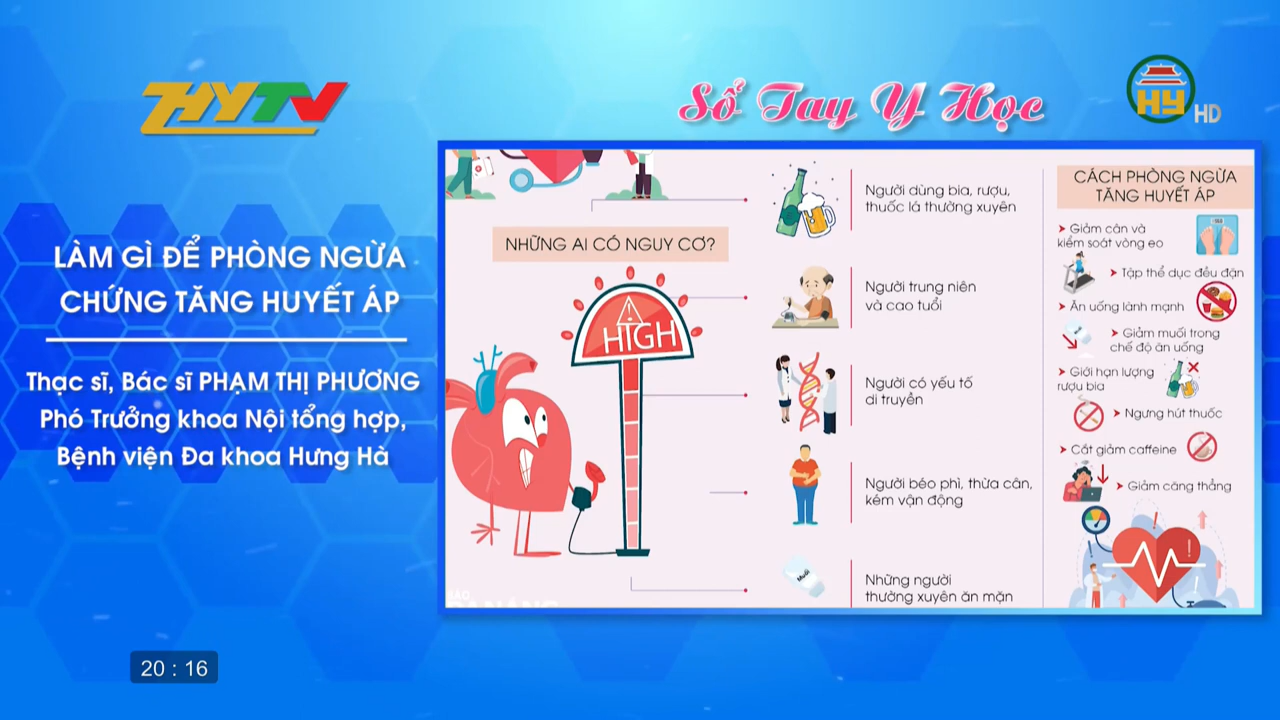 HYTV
Sổ Tay Y Học
HY
HD
LÀM GÌ ĐỂ PHÒNG NGỪA
CHỨNG TĂNG HUYẾT ÁP
Thạc sĩ, Bác sĩ PHẠM THỊ PHƯƠNG
Phó Trưởng khoa Nội tổng hợp,
Bệnh viện Đa khoa Hưng Hà
NHỮNG AI CÓ NGUY CƠ?
HIGH
Người dùng bia, rượu,
thuốc lá thường xuyên
Người trung niên
và cao tuổi
Người có yếu tố
di truyền
Người béo phì, thừa cân,
kém vận động
Muối
Những người
thường xuyên ăn mặn
CÁCH PHÒNG NGỪA
TĂNG HUYẾT ÁP
Giảm cân và
kiểm soát vòng eo
Tập thể dục đều đặn
Ăn uống lành mạnh
Giảm muối trong
chế độ ăn uống
Giới hạn lượng
rượu bia
Ngưng hút thuốc
Cắt giảm caffeine
Giảm căng thẳng
BÁO
ĐÀ NẴNG
20 : 16